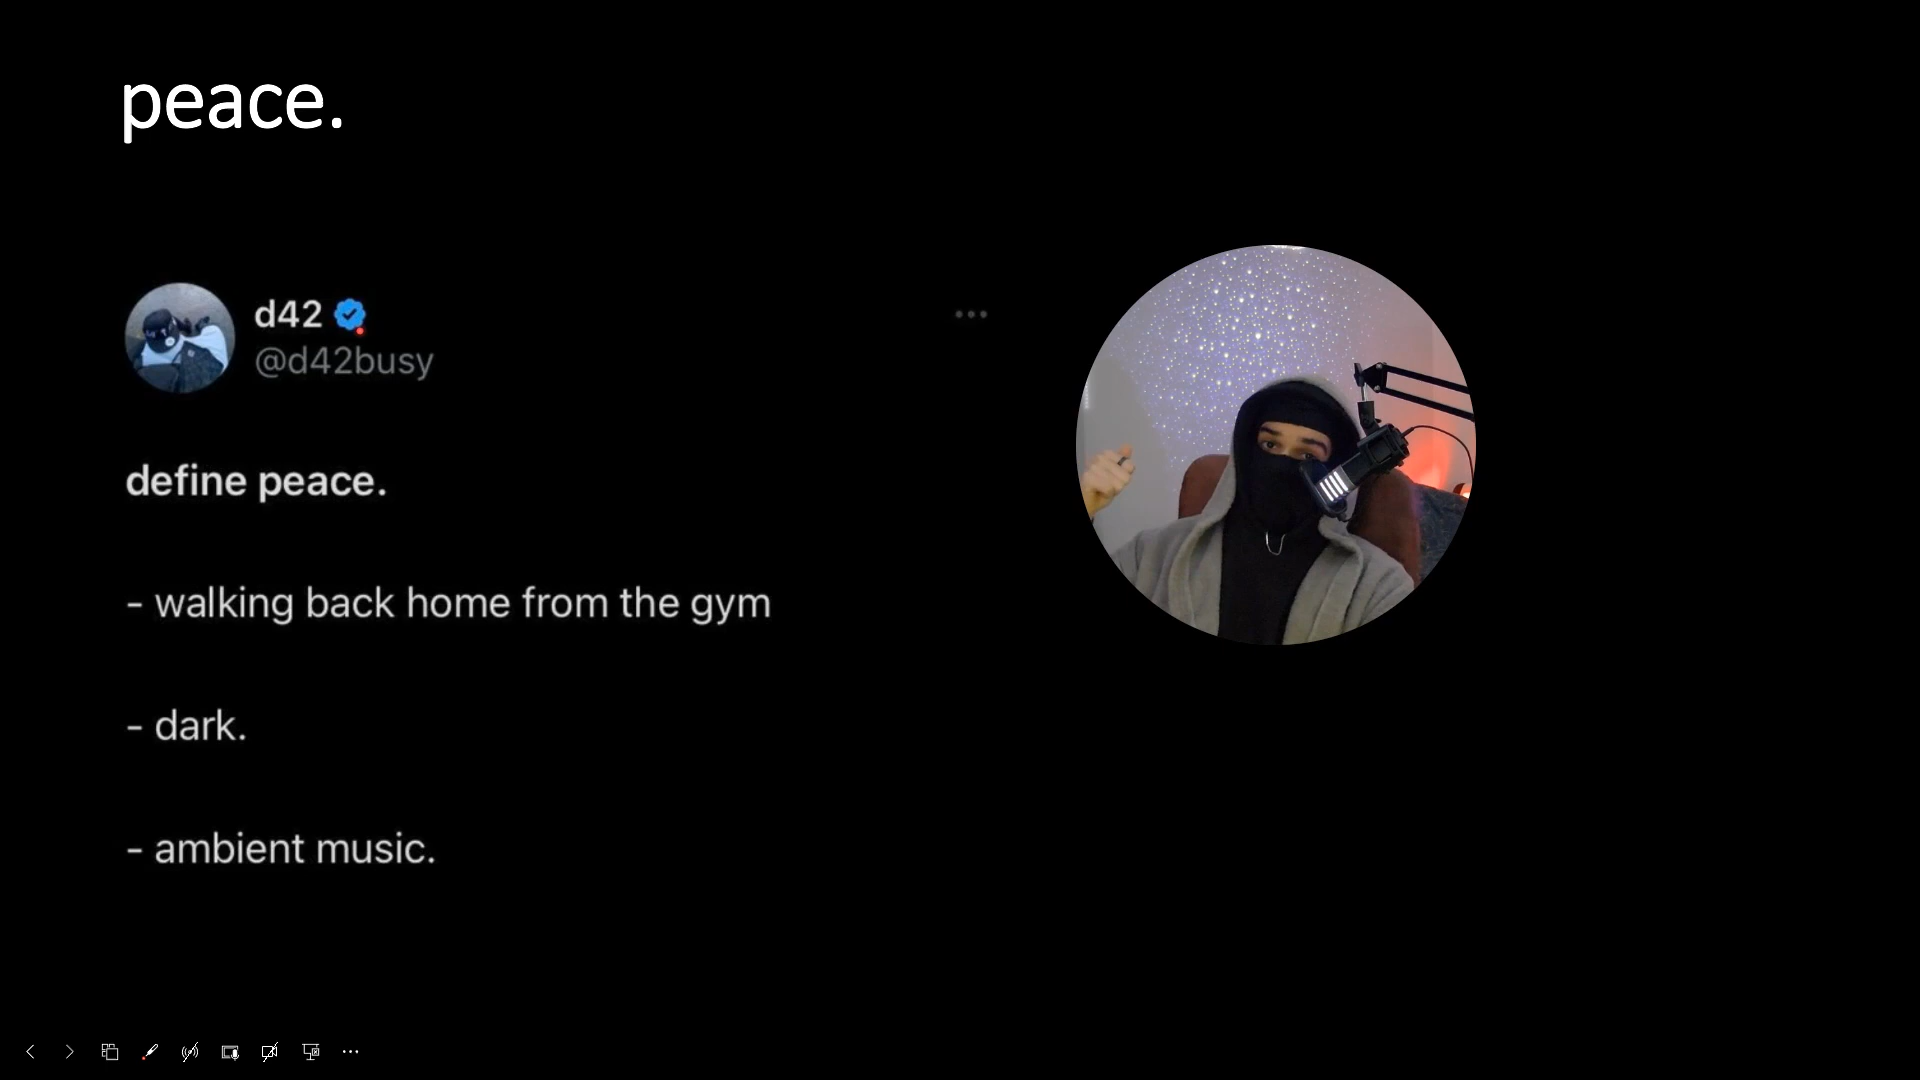 peace.
d42
@d42busy
define peace.
- walking back home from the gym
- dark.
- ambient music.